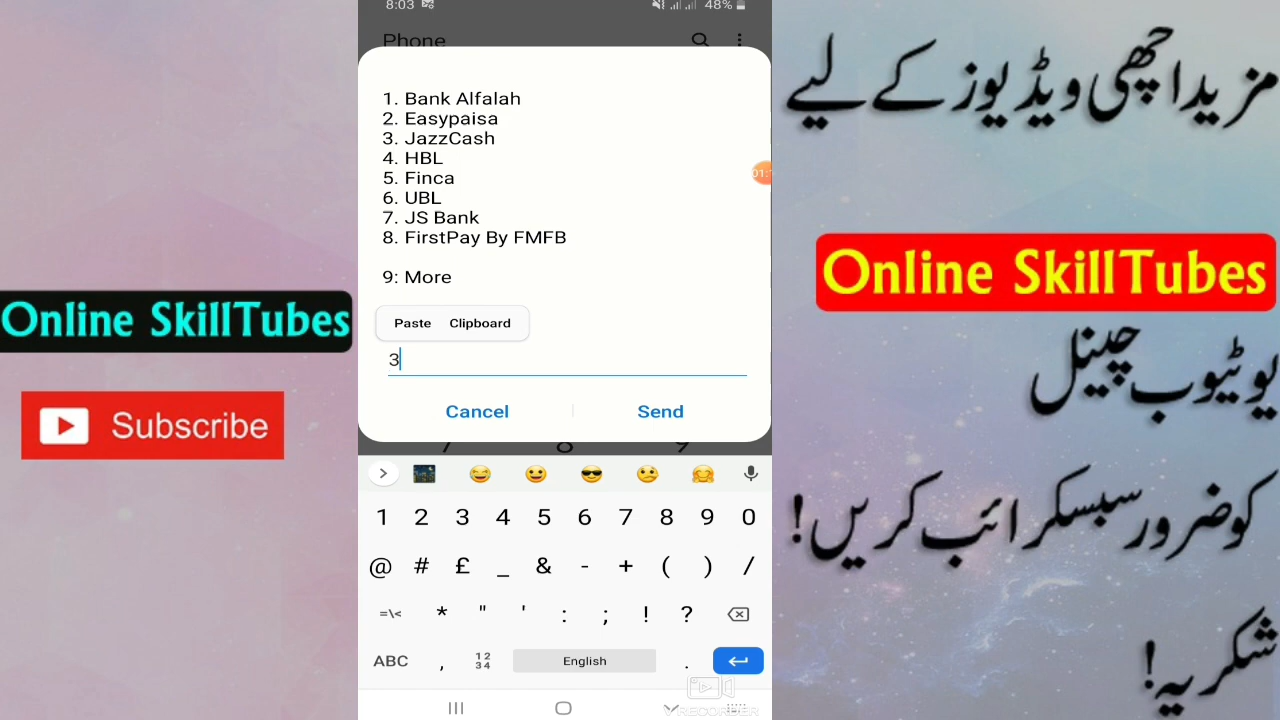 8:03
48%
Phone
1. Bank Alfalah
2. Easypaisa
3. JazzCash
4. HBL
5. Finca
6. UBL
7. JS Bank
8. FirstPay By FMFB
9: More
Paste Clipboard
3
Cancel Send
1 2 3 4 5 6 7 8 9 0
@ # £ _ & - + ( ) /
=\< * " ' : ; ! ?
ABC , 12 34 English .
VRECORDER
Online SkillTubes
Subscribe
مزید اچھی ویڈیوز کے لیے
Online SkillTubes
یوٹیوب چینل
کو ضرور سبسکرائب کریں!
شکریہ!